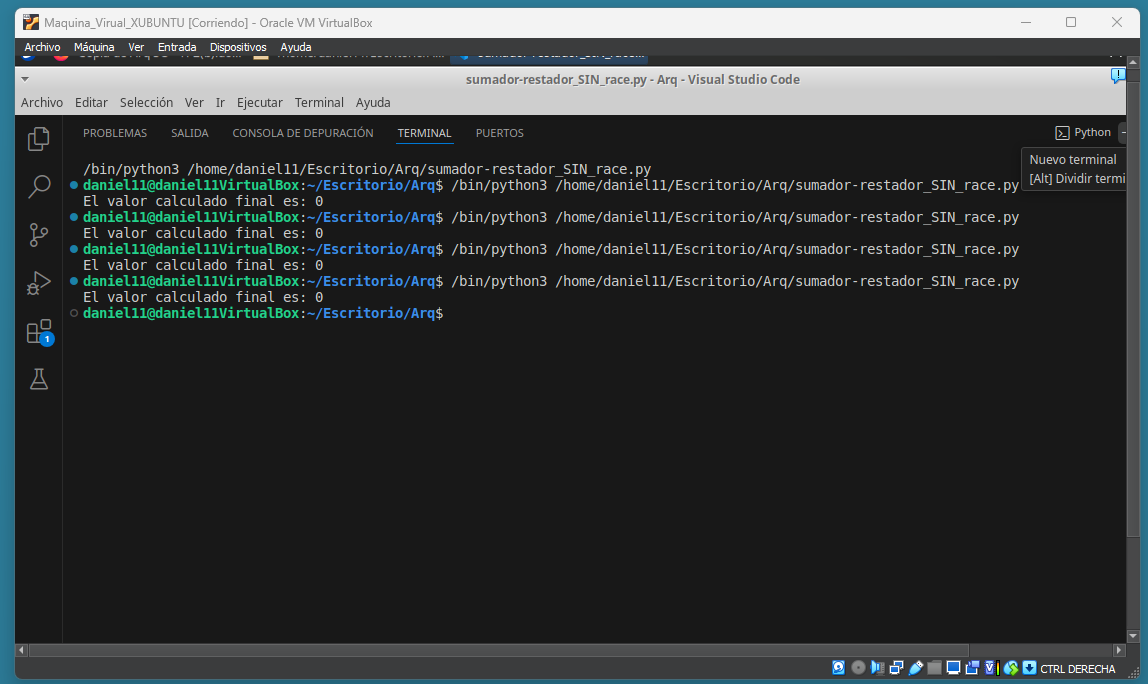 Maquina_Virual_XUBUNTU [Corriendo] - Oracle VM VirtualBox
Archivo Máquina Ver Entrada Dispositivos Ayuda
sumador-restador_SIN_race.py - Arq - Visual Studio Code
Archivo Editar Selección Ver Ir Ejecutar Terminal Ayuda
PROBLEMAS SALIDA CONSOLA DE DEPURACIÓN TERMINAL PUERTOS
Python
Nuevo terminal
[Alt] Dividir termi
/bin/python3 /home/daniel11/Escritorio/Arq/sumador-restador_SIN_race.py
daniel11@daniel11VirtualBox:~/Escritorio/Arq$ /bin/python3 /home/daniel11/Escritorio/Arq/sumador-restador_SIN_race.py
El valor calculado final es: 0
daniel11@daniel11VirtualBox:~/Escritorio/Arq$ /bin/python3 /home/daniel11/Escritorio/Arq/sumador-restador_SIN_race.py
El valor calculado final es: 0
daniel11@daniel11VirtualBox:~/Escritorio/Arq$ /bin/python3 /home/daniel11/Escritorio/Arq/sumador-restador_SIN_race.py
El valor calculado final es: 0
daniel11@daniel11VirtualBox:~/Escritorio/Arq$ /bin/python3 /home/daniel11/Escritorio/Arq/sumador-restador_SIN_race.py
El valor calculado final es: 0
daniel11@daniel11VirtualBox:~/Escritorio/Arq$
1
CTRL DERECHA